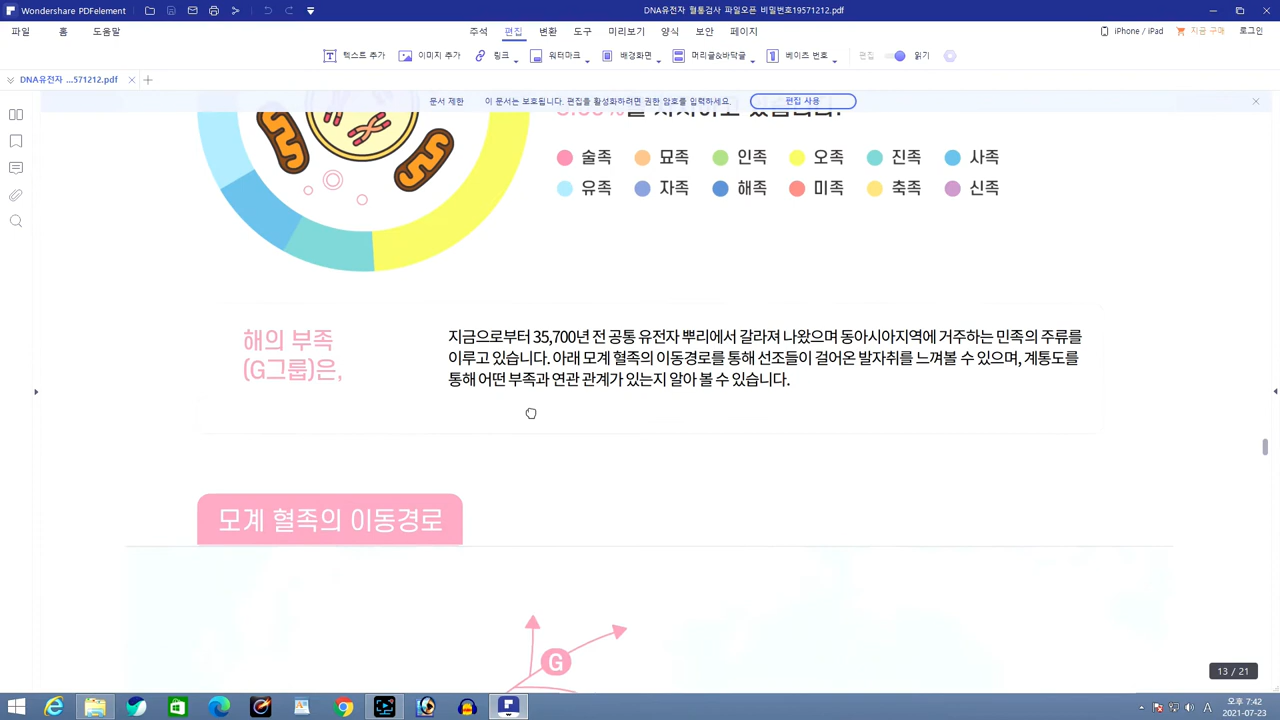 Wondershare PDFelement
DNA유전자 혈통검사 파일오픈 비밀번호19571212.pdf
파일 홈 도움말
주석 편집 변환 도구 미리보기 양식 보안 페이지
iPhone / iPad 지금 구매 로그인
텍스트 추가 이미지 추가 링크 워터마크 배경화면 머리글&바닥글 베이츠 번호 편집 읽기
DNA유전자 ...571212.pdf
문서 제한 이 문서는 보호됩니다. 편집을 활성화하려면 권한 암호를 입력하세요. 편집 사용
술족 묘족 인족 오족 진족 사족
유족 자족 해족 미족 축족 신족
해의 부족
(G그룹)은,
지금으로부터 35,700년 전 공통 유전자 뿌리에서 갈라져 나왔으며 동아시아지역에 거주하는 민족의 주류를
이루고 있습니다. 아래 모계 혈족의 이동경로를 통해 선조들이 걸어온 발자취를 느껴볼 수 있으며, 계통도를
통해 어떤 부족과 연관 관계가 있는지 알아 볼 수 있습니다.
모계 혈족의 이동경로
G
13 / 21
A 오후 7:42
2021-07-23